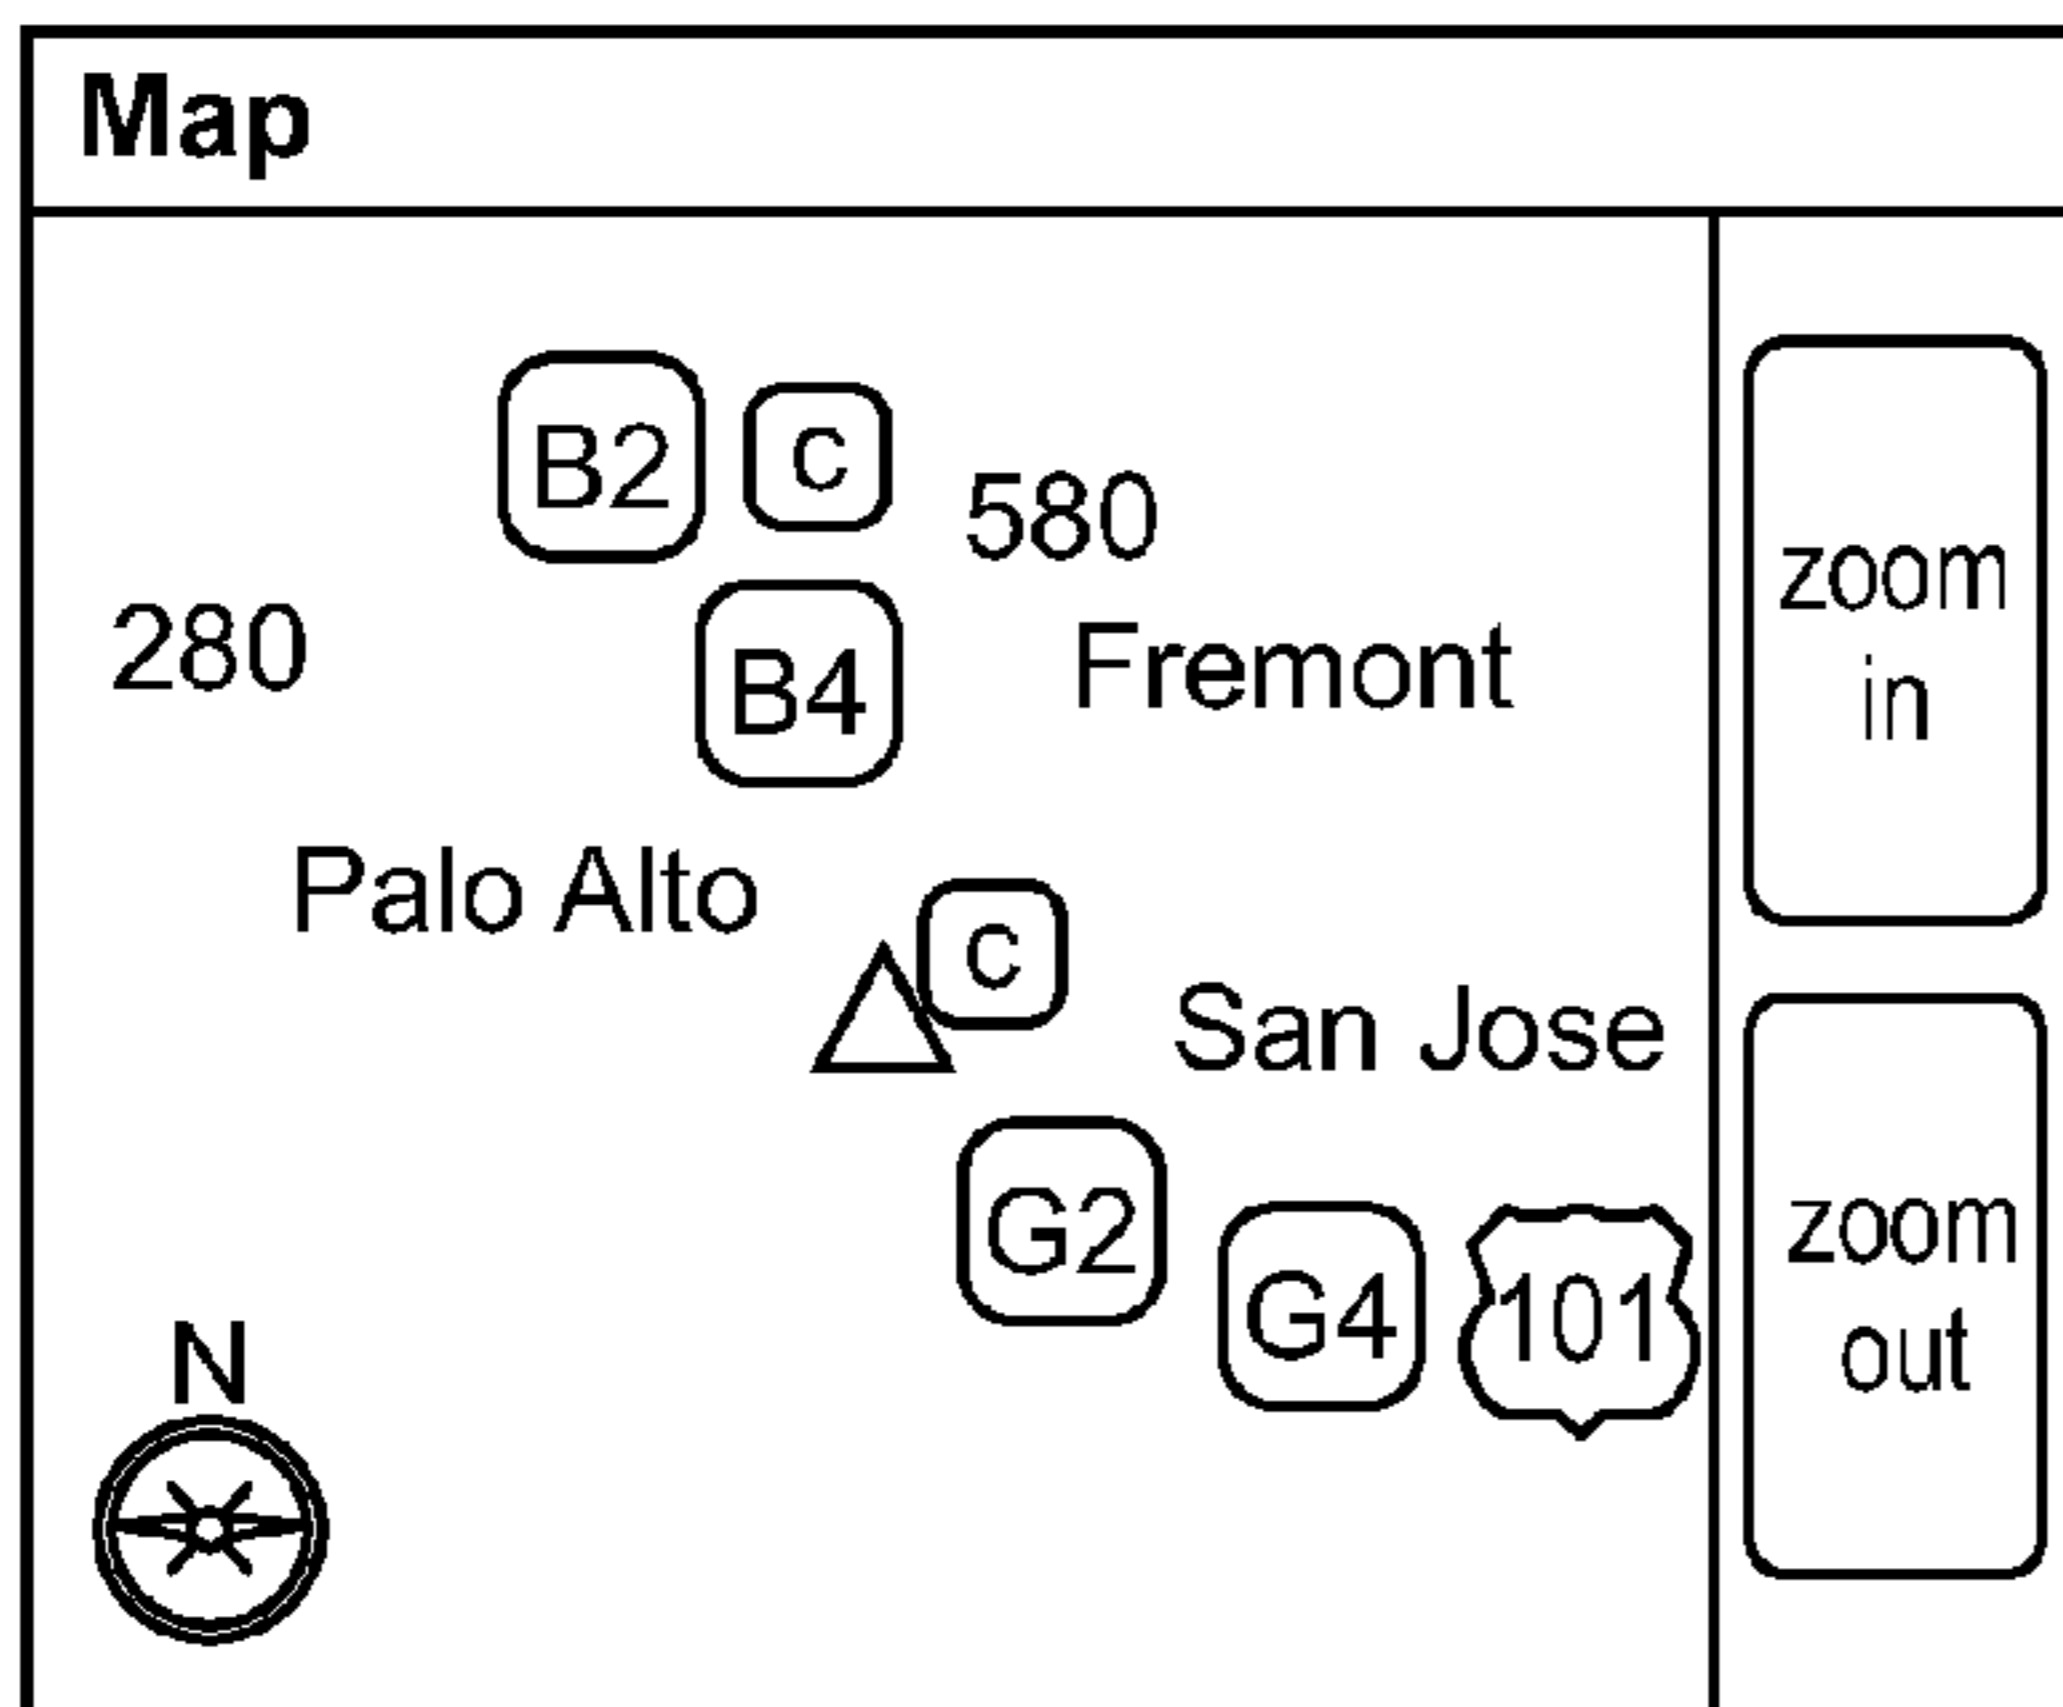 Map
B2
c
580
280
B4
Fremont
zoom
in
Palo Alto
c
San Jose
G2
G4
101
zoom
out
N